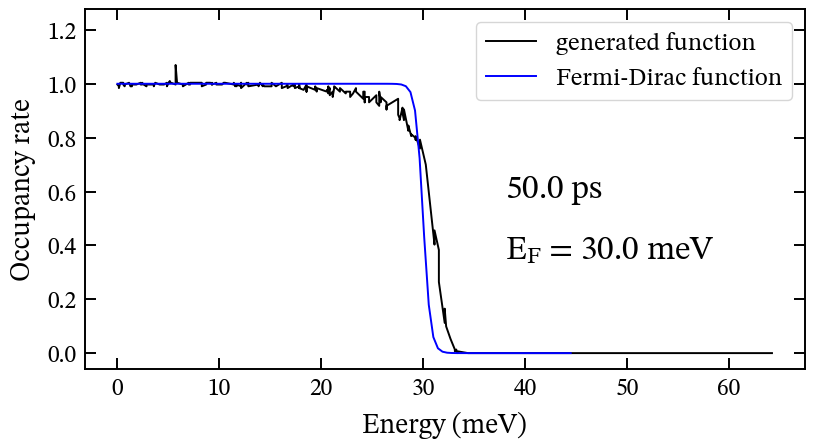 generated function
Fermi-Dirac function
1.2
1.0
0.8
0.6
0.4
0.2
0.0
Occupancy rate
50.0 ps
E_F = 30.0 meV
0 10 20 30 40 50 60
Energy (meV)